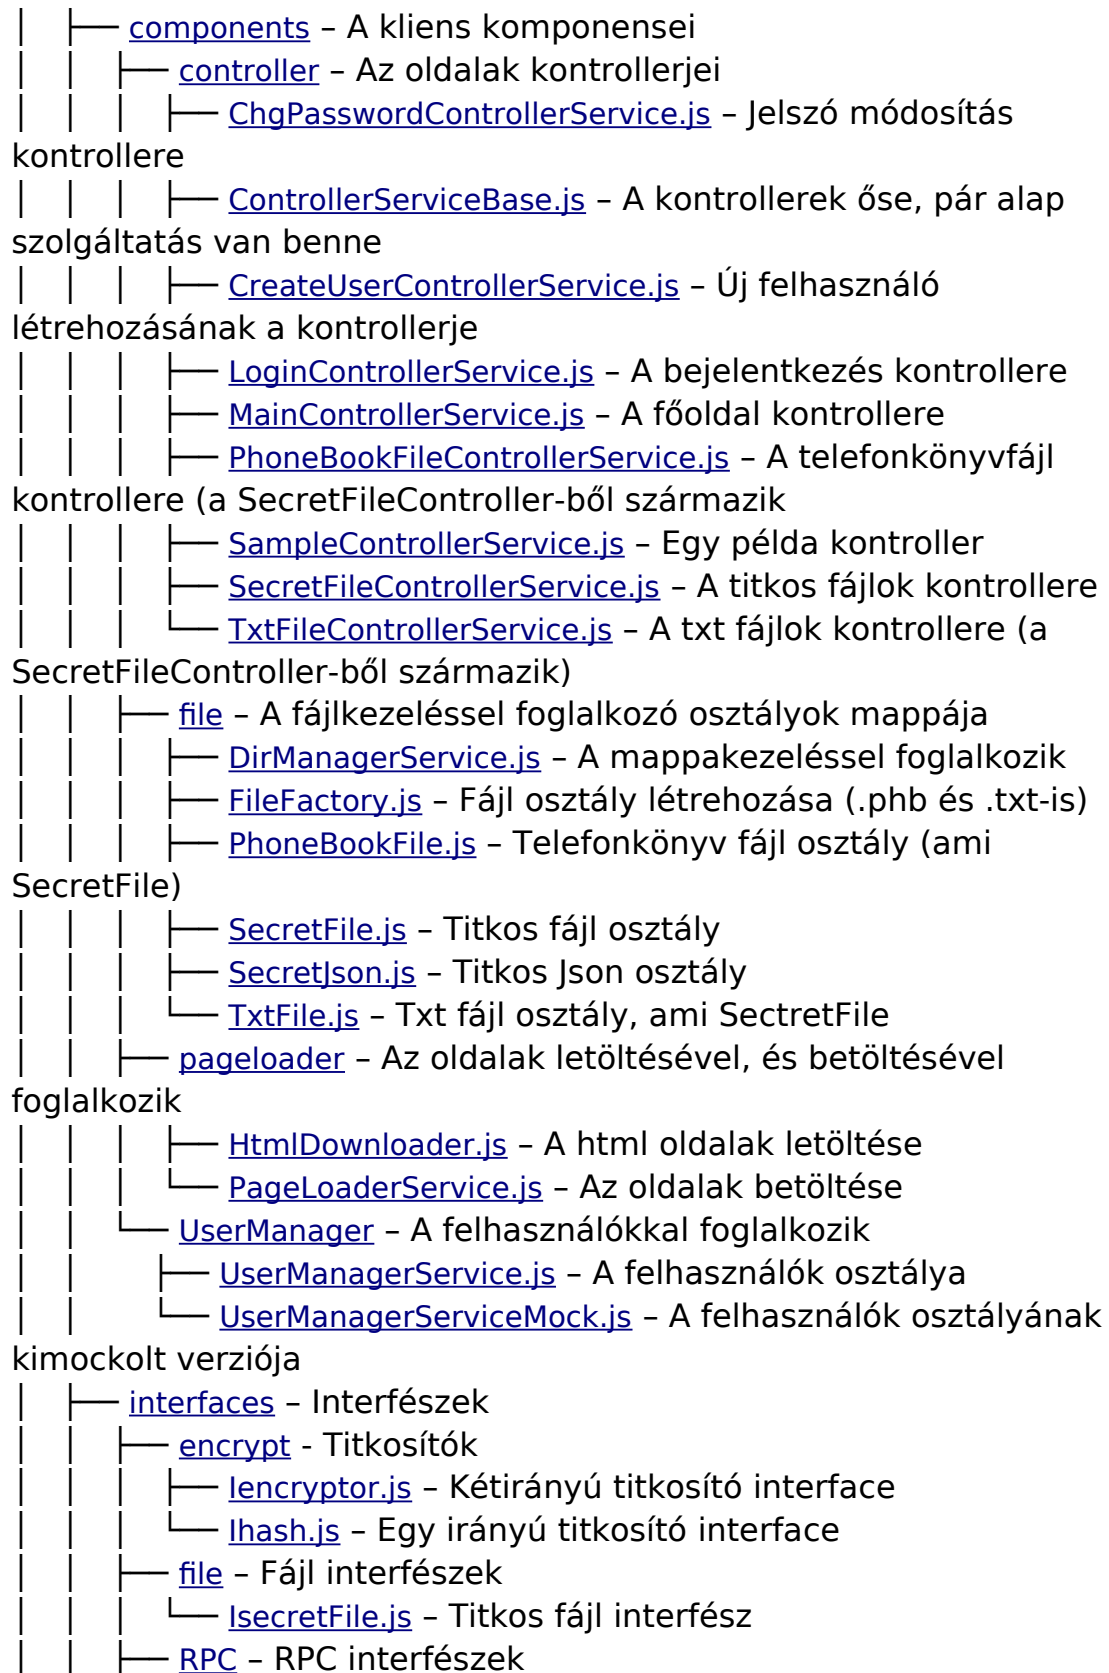 │   ├── components – A kliens komponensei
│   │   ├── controller – Az oldalak kontrollerjei
│   │   │   ├── ChgPasswordControllerService.js – Jelszó módosítás
kontrollere
│   │   │   ├── ControllerServiceBase.js – A kontrollerek őse, pár alap
szolgáltatás van benne
│   │   │   ├── CreateUserControllerService.js – Új felhasználó
létrehozásának a kontrollerje
│   │   │   ├── LoginControllerService.js – A bejelentkezés kontrollere
│   │   │   ├── MainControllerService.js – A főoldal kontrollere
│   │   │   ├── PhoneBookFileControllerService.js – A telefonkönyvfájl
kontrollere (a SecretFileController-ből származik
│   │   │   ├── SampleControllerService.js – Egy példa kontroller
│   │   │   ├── SecretFileControllerService.js – A titkos fájlok kontrollere
│   │   │   └── TxtFileControllerService.js – A txt fájlok kontrollere (a
SecretFileController-ből származik)
│   │   ├── file – A fájlkezeléssel foglalkozó osztályok mappája
│   │   │   ├── DirManagerService.js – A mappakezeléssel foglalkozik
│   │   │   ├── FileFactory.js – Fájl osztály létrehozása (.phb és .txt-is)
│   │   │   ├── PhoneBookFile.js – Telefonkönyv fájl osztály (ami
SecretFile)
│   │   │   ├── SecretFile.js – Titkos fájl osztály
│   │   │   ├── SecretJson.js – Titkos Json osztály
│   │   │   └── TxtFile.js – Txt fájl osztály, ami SectretFile
│   │   ├── pageloader – Az oldalak letöltésével, és betöltésével
foglalkozik
│   │   │   ├── HtmlDownloader.js – A html oldalak letöltése
│   │   │   └── PageLoaderService.js – Az oldalak betöltése
│   │   └── UserManager – A felhasználókkal foglalkozik
│   │       ├── UserManagerService.js – A felhasználók osztálya
│   │       └── UserManagerServiceMock.js – A felhasználók osztályának
kimockolt verziója
│   ├── interfaces – Interfészek
│   │   ├── encrypt - Titkosítók
│   │   │   ├── Iencryptor.js – Kétirányú titkosító interface
│   │   │   └── Ihash.js – Egy irányú titkosító interface
│   │   ├── file – Fájl interfészek
│   │   │   └── IsecretFile.js – Titkos fájl interfész
│   │   ├── RPC – RPC interfészek